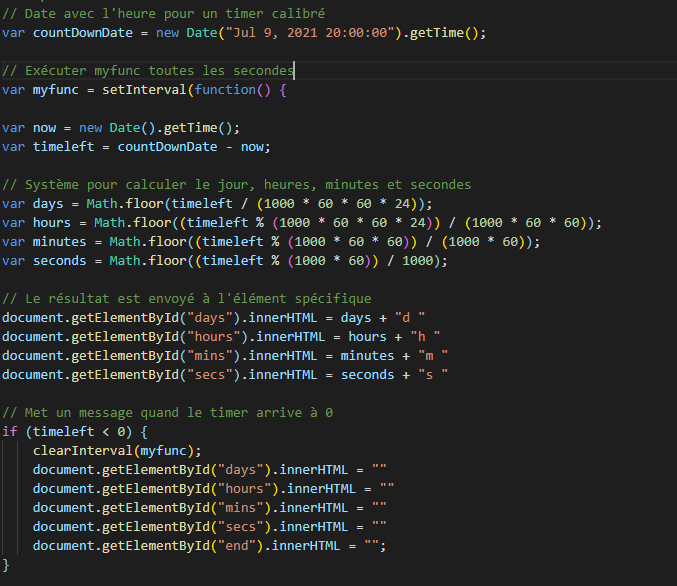 // Date avec l'heure pour un timer calibré
var countDownDate = new Date("Jul 9, 2021 20:00:00").getTime();
// Exécuter myfunc toutes les secondes
var myfunc = setInterval(function() {
var now = new Date().getTime();
var timeleft = countDownDate - now;
// Système pour calculer le jour, heures, minutes et secondes
var days = Math.floor(timeleft / (1000 * 60 * 60 * 24));
var hours = Math.floor((timeleft % (1000 * 60 * 60 * 24)) / (1000 * 60 * 60));
var minutes = Math.floor((timeleft % (1000 * 60 * 60)) / (1000 * 60));
var seconds = Math.floor((timeleft % (1000 * 60)) / 1000);
// Le résultat est envoyé à l'élément spécifique
document.getElementById("days").innerHTML = days + "d "
document.getElementById("hours").innerHTML = hours + "h "
document.getElementById("mins").innerHTML = minutes + "m "
document.getElementById("secs").innerHTML = seconds + "s "
// Met un message quand le timer arrive à 0
if (timeleft < 0) {
    clearInterval(myfunc);
    document.getElementById("days").innerHTML = ""
    document.getElementById("hours").innerHTML = ""
    document.getElementById("mins").innerHTML = ""
    document.getElementById("secs").innerHTML = ""
    document.getElementById("end").innerHTML = "";
}